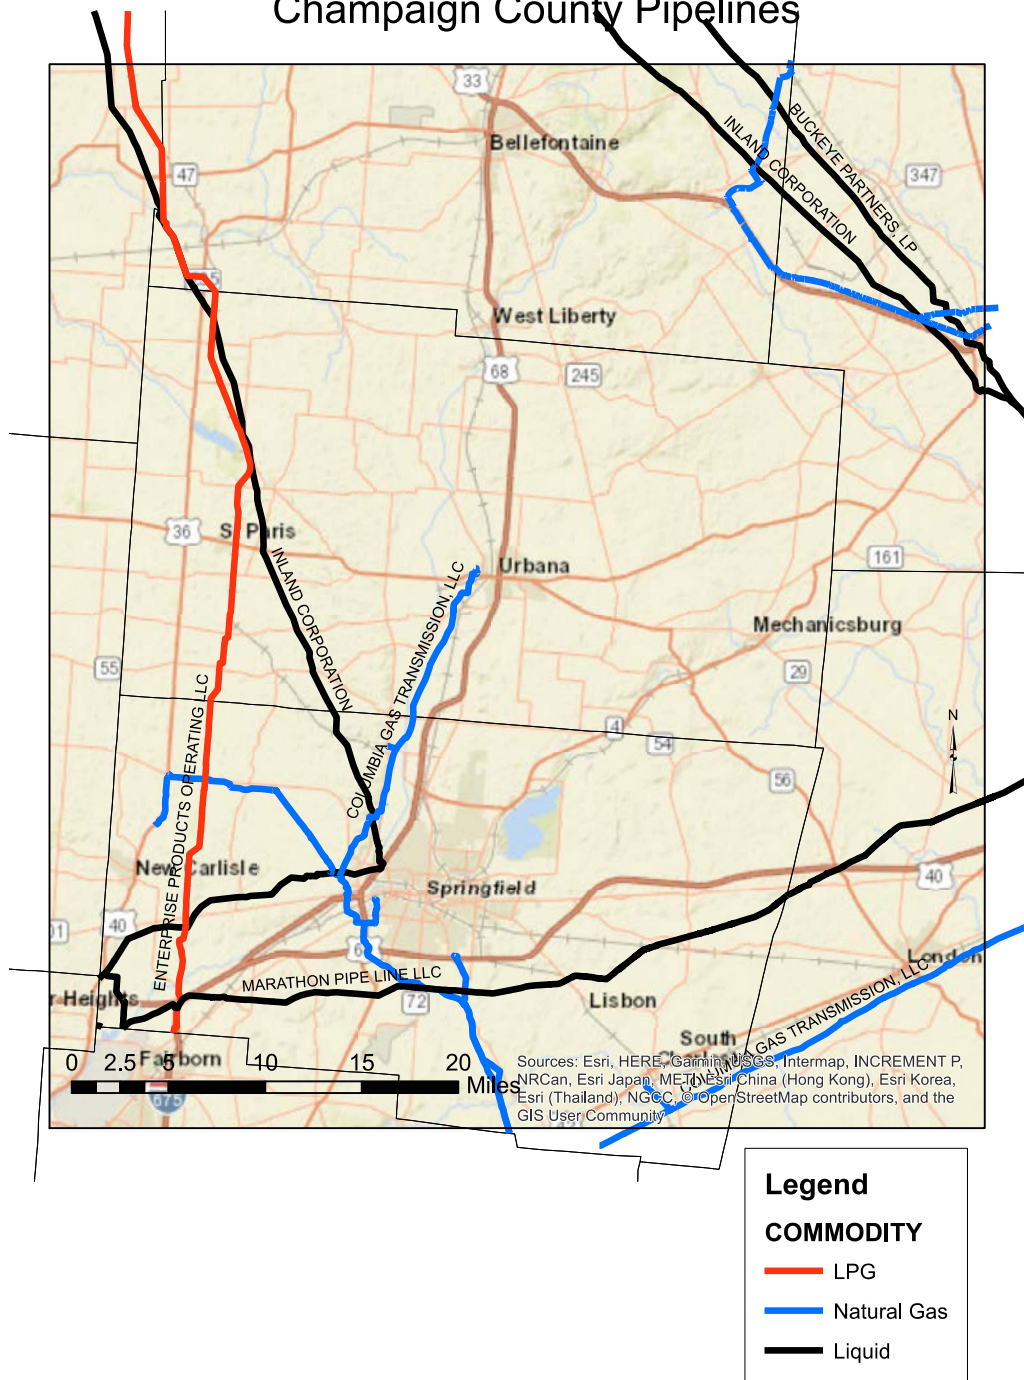 Champaign County Pipelines
33
Bellefontaine
BUCKEYE PARTNERS, LP
INLAND CORPORATION
47
347
West Liberty
68
245
36
St Paris
161
Urbana
INLAND CORPORATION
COLUMBIA GAS TRANSMISSION, LLC
Mechanicsburg
55
29
ENTERPRISE PRODUCTS OPERATING LLC
4
54
N
56
New Carlisle
40
Springfield
40
London
MARATHON PIPE LINE LLC
72
Lisbon
r Heights
South
COLUMBIA GAS TRANSMISSION, LLC
Fairborn
0 2.5 5 10 15 20
Miles
675
Sources: Esri, HERE, Garmin, USGS, Intermap, INCREMENT P,
NRCan, Esri Japan, METI, Esri China (Hong Kong), Esri Korea,
Esri (Thailand), NGCC, © OpenStreetMap contributors, and the
GIS User Community
Legend
COMMODITY
LPG
Natural Gas
Liquid